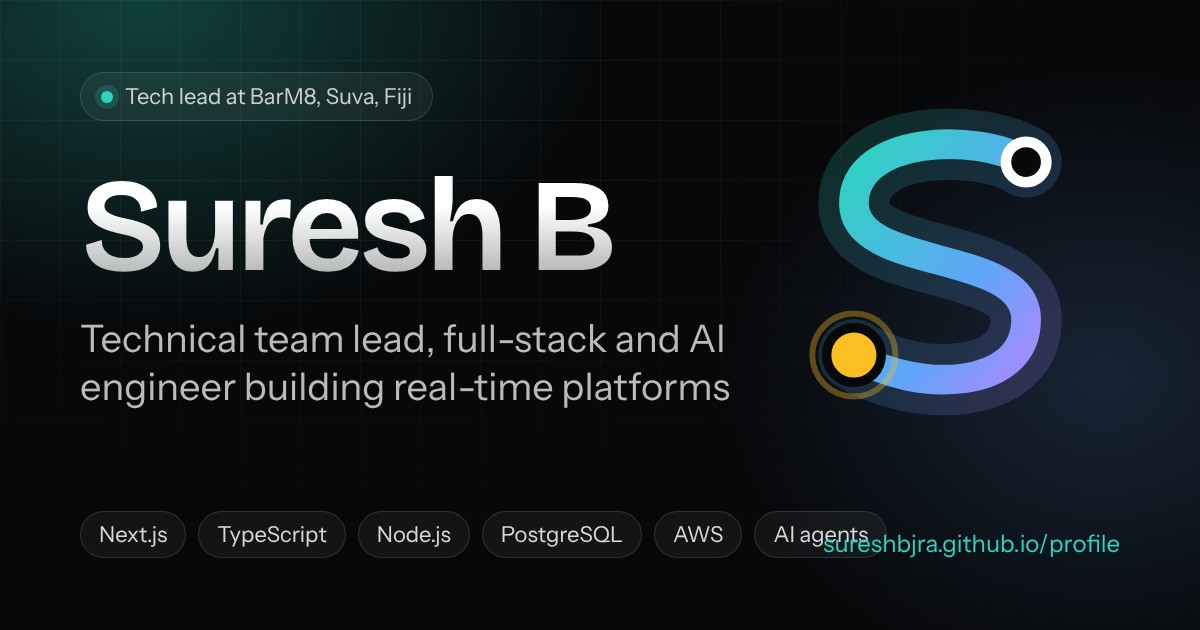 Tech lead at BarM8, Suva, Fiji
Suresh B
Technical team lead, full-stack and AI
engineer building real-time platforms
Next.js
TypeScript
Node.js
PostgreSQL
AWS
AI agents
sureshbjra.github.io/profile